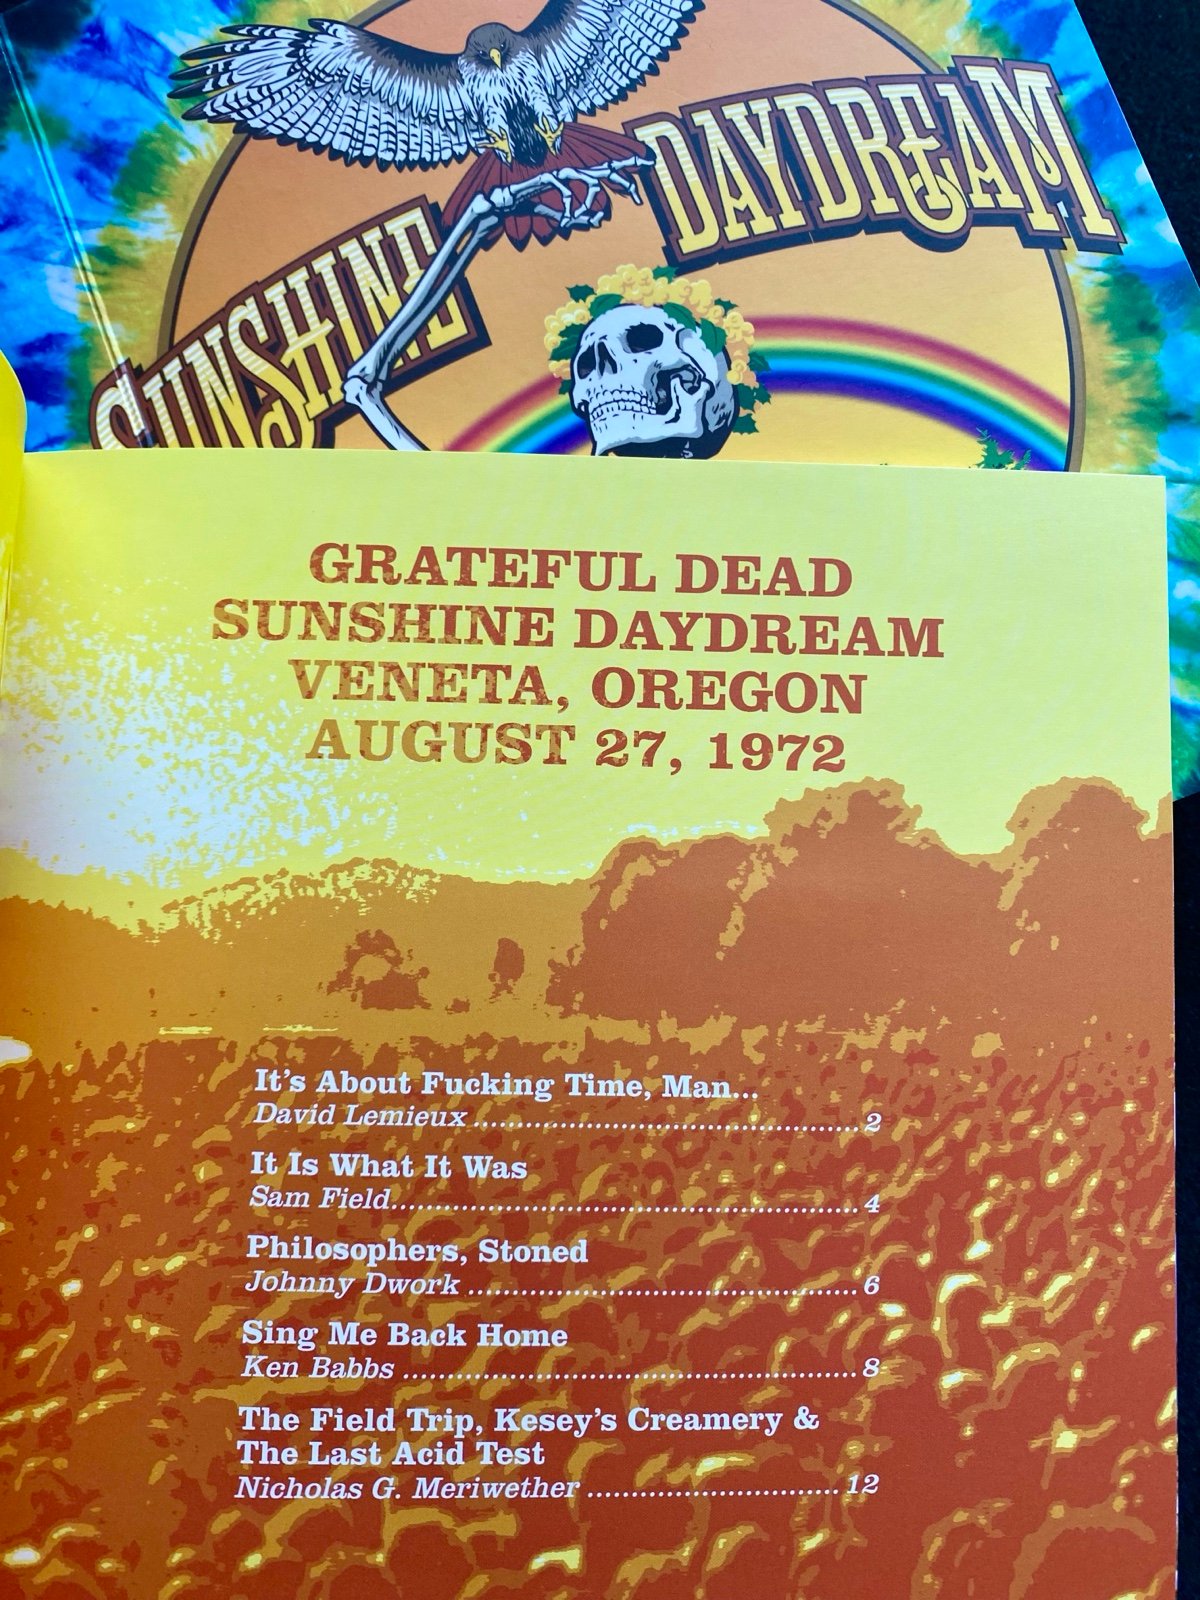 SUNSHINE
DAYDREAM
GRATEFUL DEAD
SUNSHINE DAYDREAM
VENETA, OREGON
AUGUST 27, 1972
It's About Fucking Time, Man...
David Lemieux ........................................... 2
It Is What It Was
Sam Field.................................................... 4
Philosophers, Stoned
Johnny Dwork ............................................ 6
Sing Me Back Home
Ken Babbs .................................................. 8
The Field Trip, Kesey's Creamery &
The Last Acid Test
Nicholas G. Meriwether ............................ 12